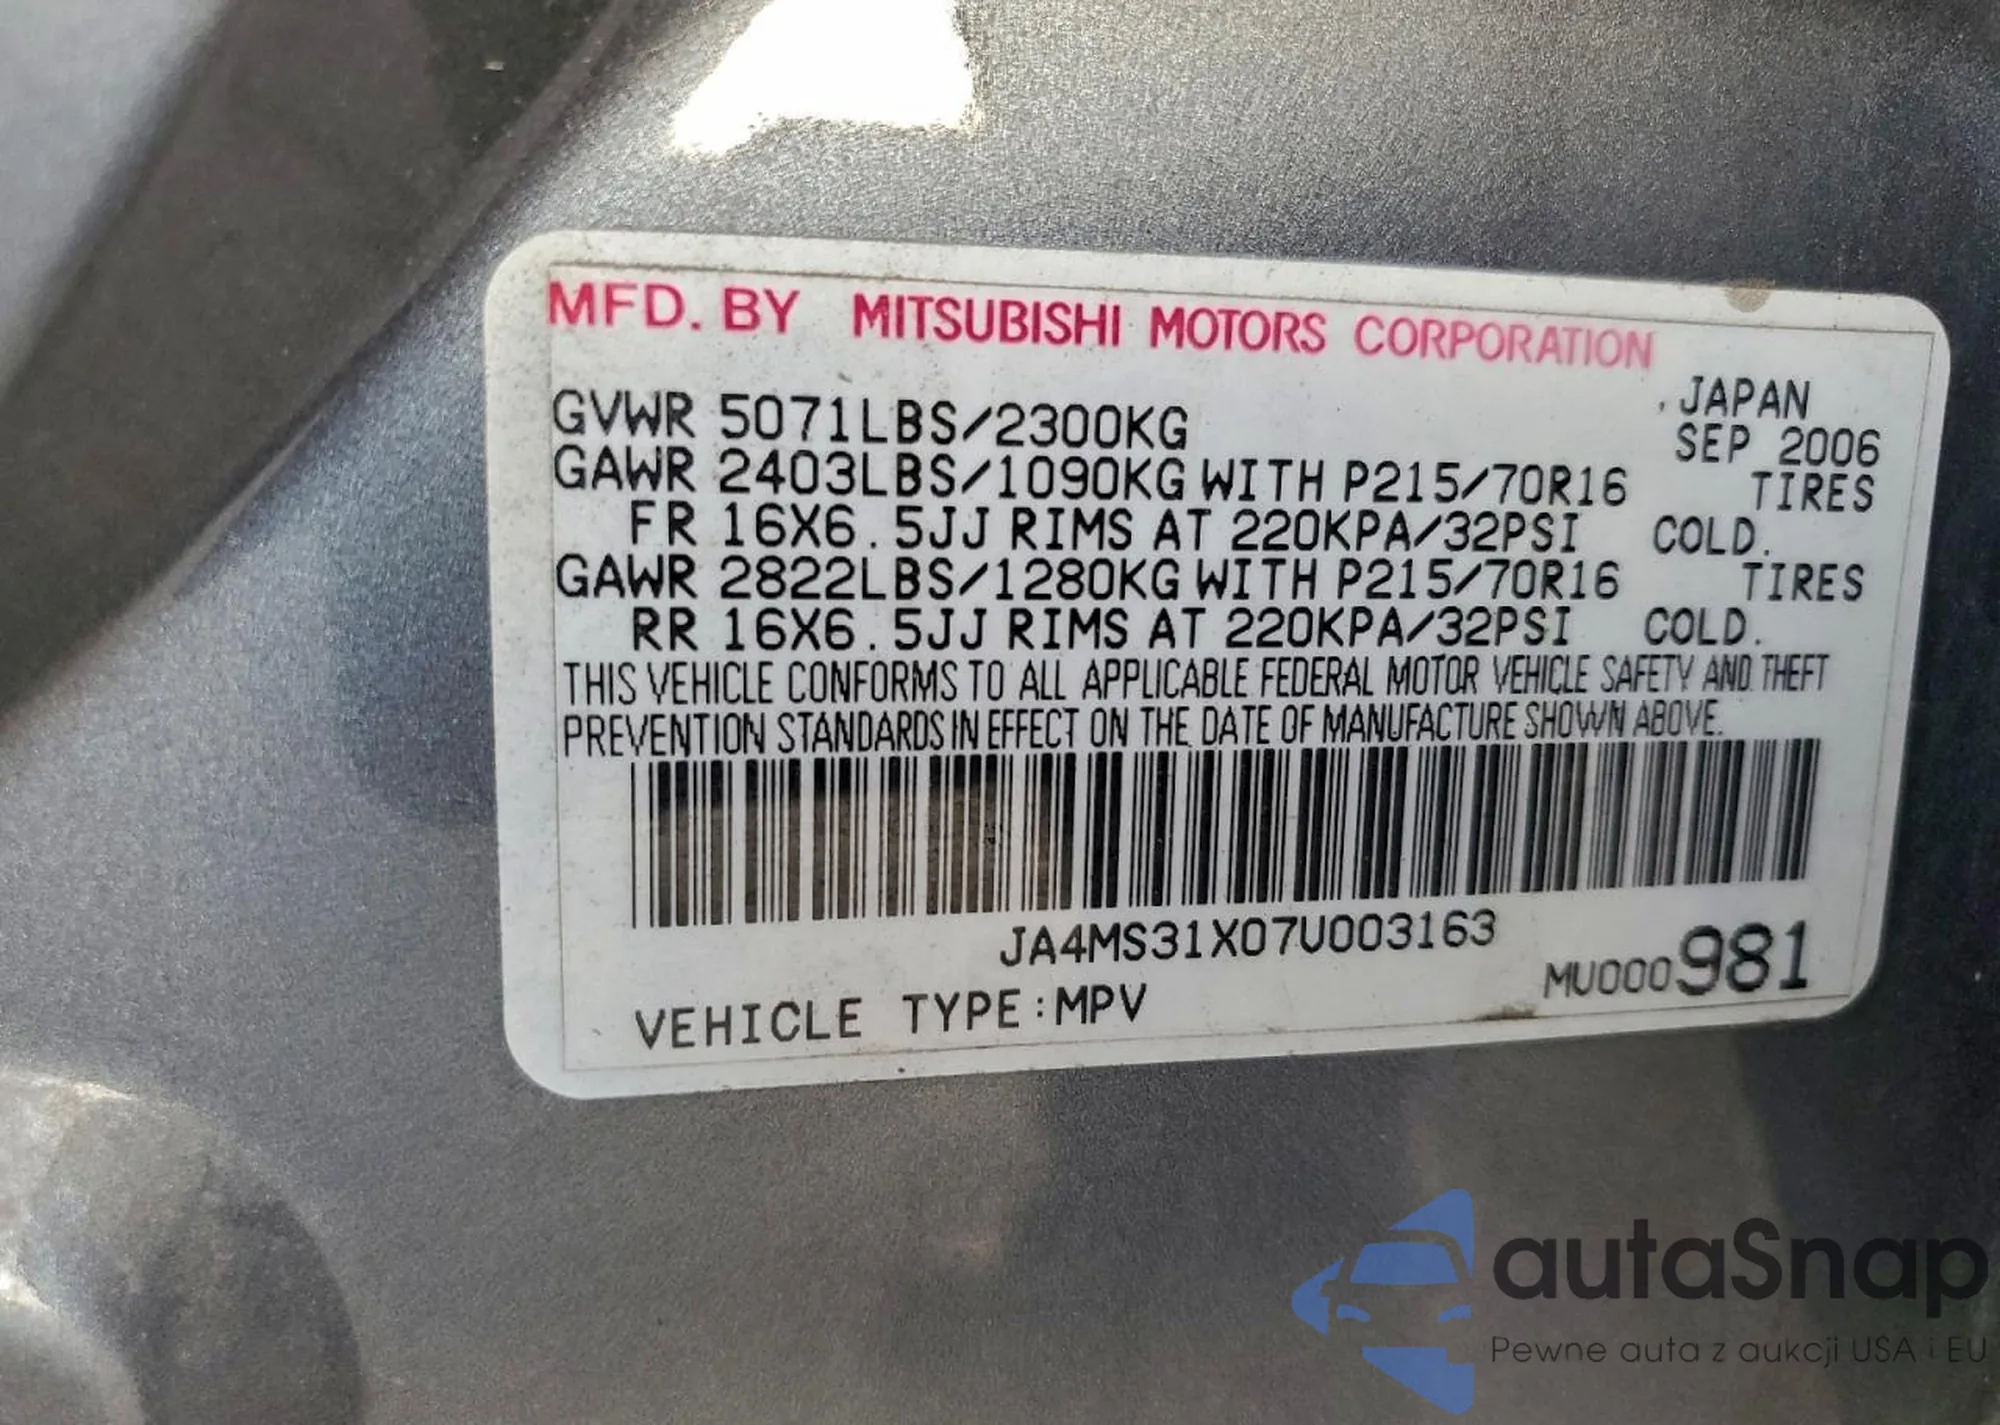 MFD. BY MITSUBISHI MOTORS CORPORATION
JAPAN
GVWR 5071LBS/2300KG SEP 2006
GAWR 2403LBS/1090KG WITH P215/70R16 TIRES
FR 16X6.5JJ RIMS AT 220KPA/32PSI COLD.
GAWR 2822LBS/1280KG WITH P215/70R16 TIRES
RR 16X6.5JJ RIMS AT 220KPA/32PSI COLD.
THIS VEHICLE CONFORMS TO ALL APPLICABLE FEDERAL MOTOR VEHICLE SAFETY AND THEFT
PREVENTION STANDARDS IN EFFECT ON THE DATE OF MANUFACTURE SHOWN ABOVE.
JA4MS31X07U003163
MU000981
VEHICLE TYPE:MPV
autaSnap
Pewne auta z aukcji USA i EU